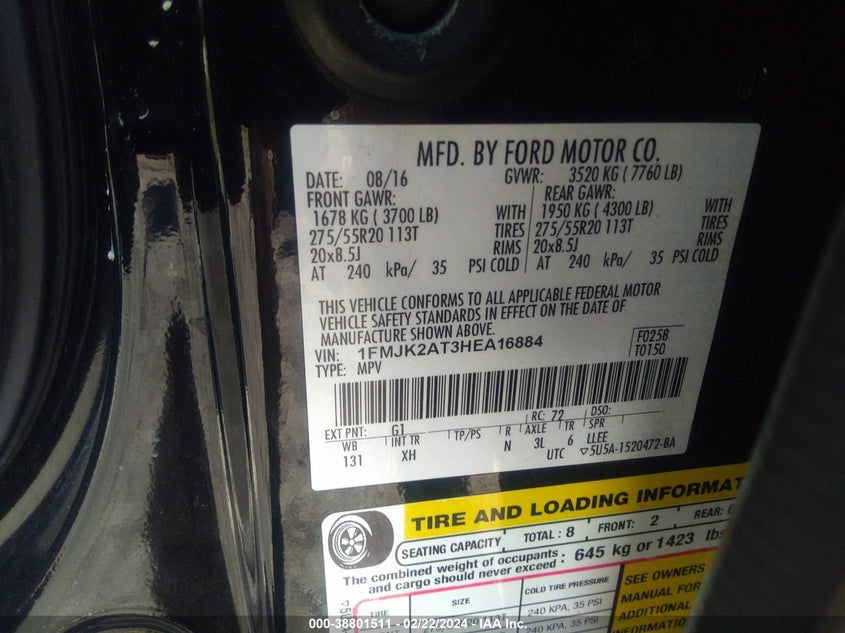 MFD. BY FORD MOTOR CO.
DATE: 08/16 GVWR: 3520 KG ( 7760 LB)
FRONT GAWR: REAR GAWR:
1678 KG ( 3700 LB) WITH 1950 KG ( 4300 LB) WITH
275/55R20 113T TIRES 275/55R20 113T TIRES
20x8.5J RIMS 20x8.5J RIMS
AT 240 kPa/ 35 PSI COLD AT 240 kPa/ 35 PSI COLD
THIS VEHICLE CONFORMS TO ALL APPLICABLE FEDERAL MOTOR
VEHICLE SAFETY STANDARDS IN EFFECT ON THE DATE OF
MANUFACTURE SHOWN ABOVE.
VIN: 1FMJK2AT3HEA16884 F0258
TYPE: MPV T0150
EXT PNT: G1 RC: 72 DSO:
WB INT TR TP/PS R AXLE TR SPR
131 XH N 3L 6 LLEE
UTC ▽5U5A-1520472-BA
TIRE AND LOADING INFORMAT
SEATING CAPACITY TOTAL : 8 FRONT: 2 REAR:
The combined weight of occupants : 645 kg or 1423 lbs
and cargo should never exceed :
TIRE SIZE COLD TIRE PRESSURE SEE OWNERS
240 KPA, 35 PSI MANUAL FOR
240 KPA, 35 PSI ADDITIONAL
INFORMATION
000-38801511 - 02/22/2024 - IAA Inc.